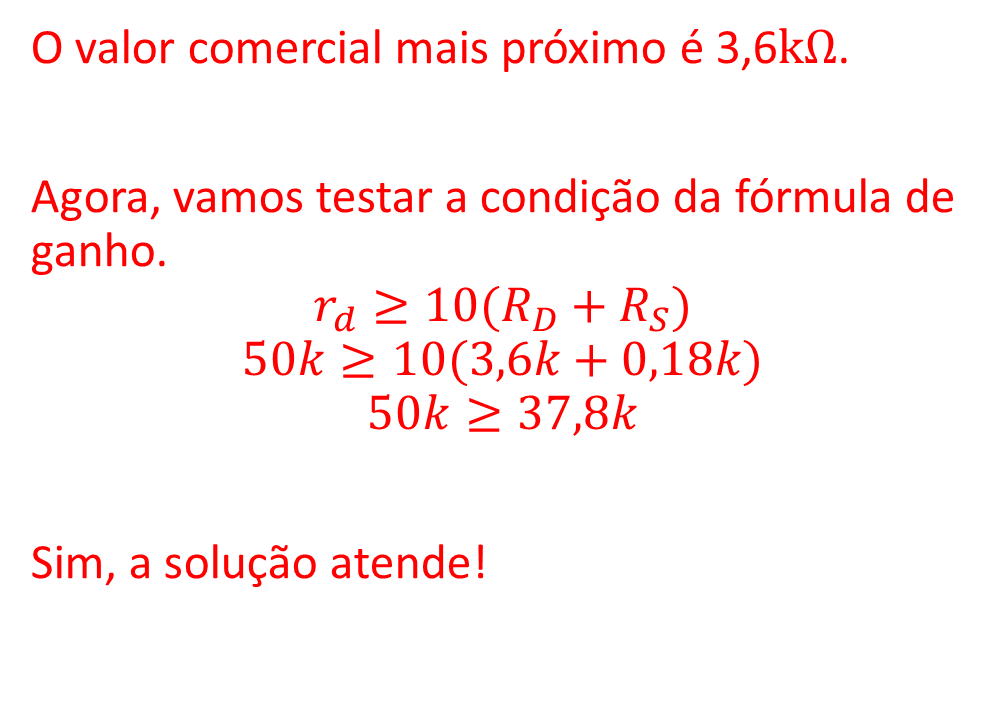 O valor comercial mais próximo é 3,6kΩ.
Agora, vamos testar a condição da fórmula de
ganho.
r_d ≥ 10(R_D + R_S)
50k ≥ 10(3,6k + 0,18k)
50k ≥ 37,8k
Sim, a solução atende!